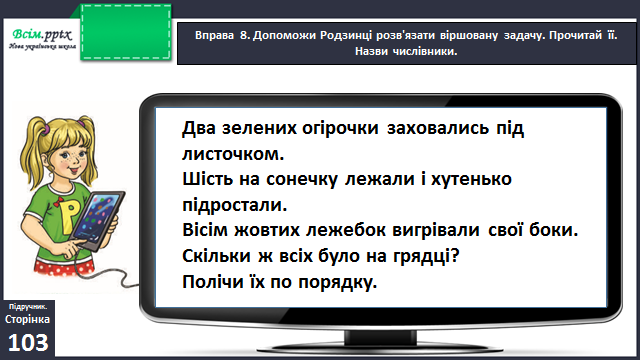 Всім.pptx
Нова українська школа
Вправа 8. Допоможи Родзинці розв'язати віршовану задачу. Прочитай її.
Назви числівники.
Два зелених огірочки заховались під
листочком.
Шість на сонечку лежали і хутенько
підростали.
Вісім жовтих лежебок вигрівали свої боки.
Скільки ж всіх було на грядці?
Полічи їх по порядку.
Р
Підручник.
Сторінка
103